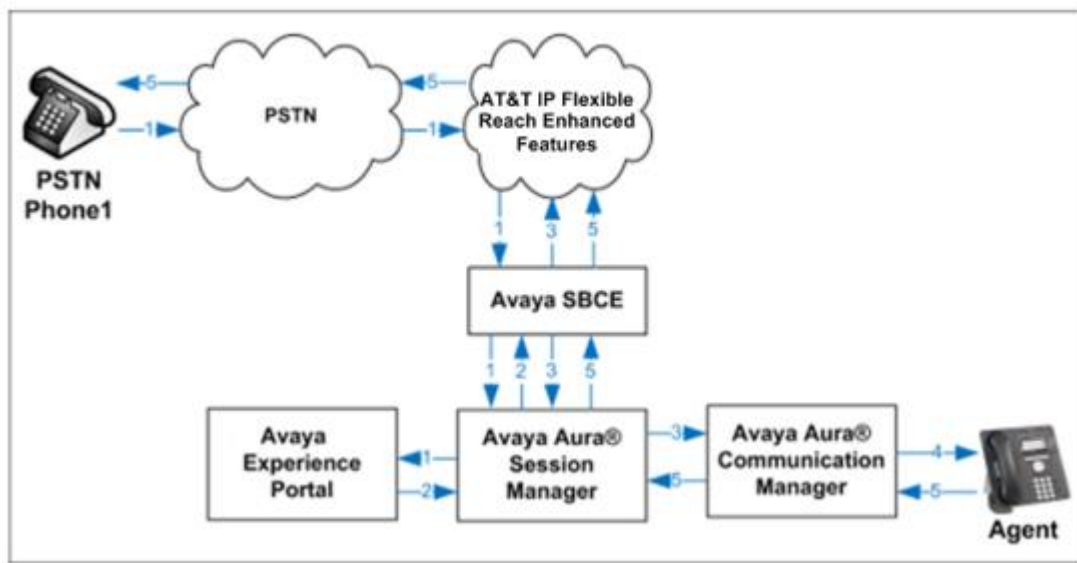 5
5
PSTN
AT&T IP Flexible
Reach Enhanced
Features
1
1
PSTN
Phone1
1
3
5
Avaya SBCE
1
2
3
5
Avaya
Experience
Portal
1
2
Avaya Aura®
Session
Manager
3
5
Avaya Aura®
Communication
Manager
4
5
Agent